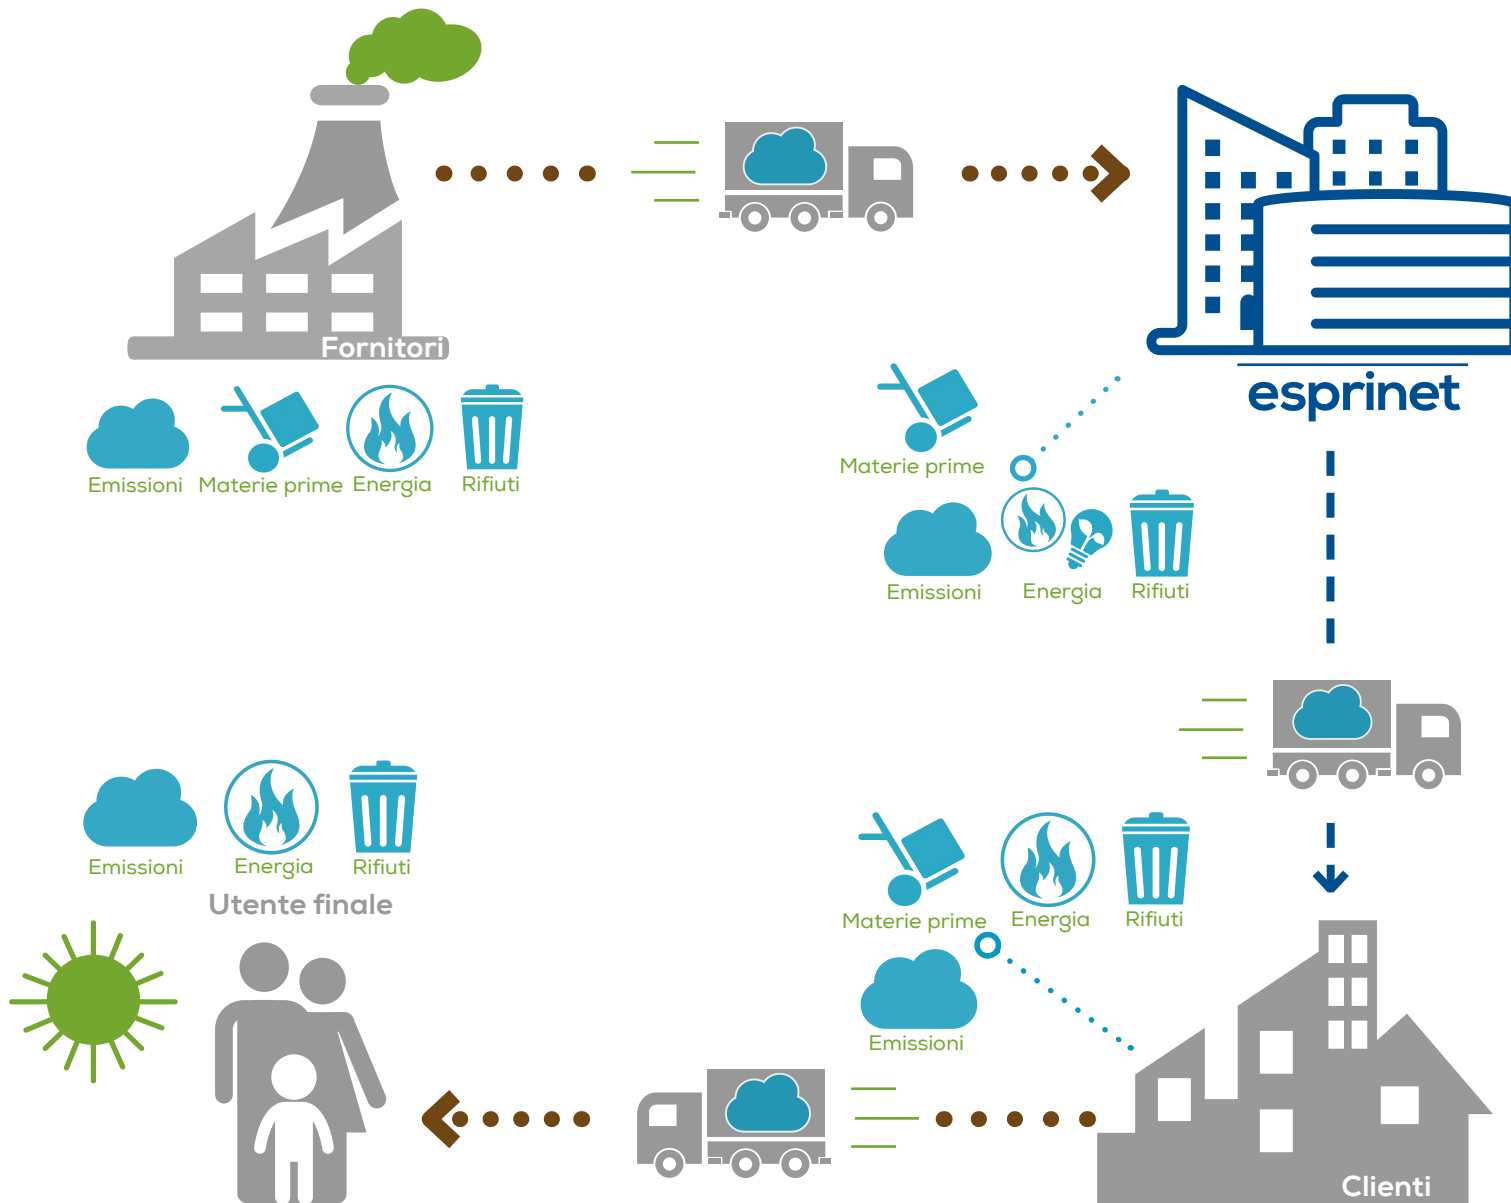 Fornitori
Emissioni Materie prime Energia Rifiuti
esprinet
Materie prime
Emissioni Energia Rifiuti
Emissioni Energia Rifiuti
Utente finale
Materie prime Energia Rifiuti
Emissioni
Clienti